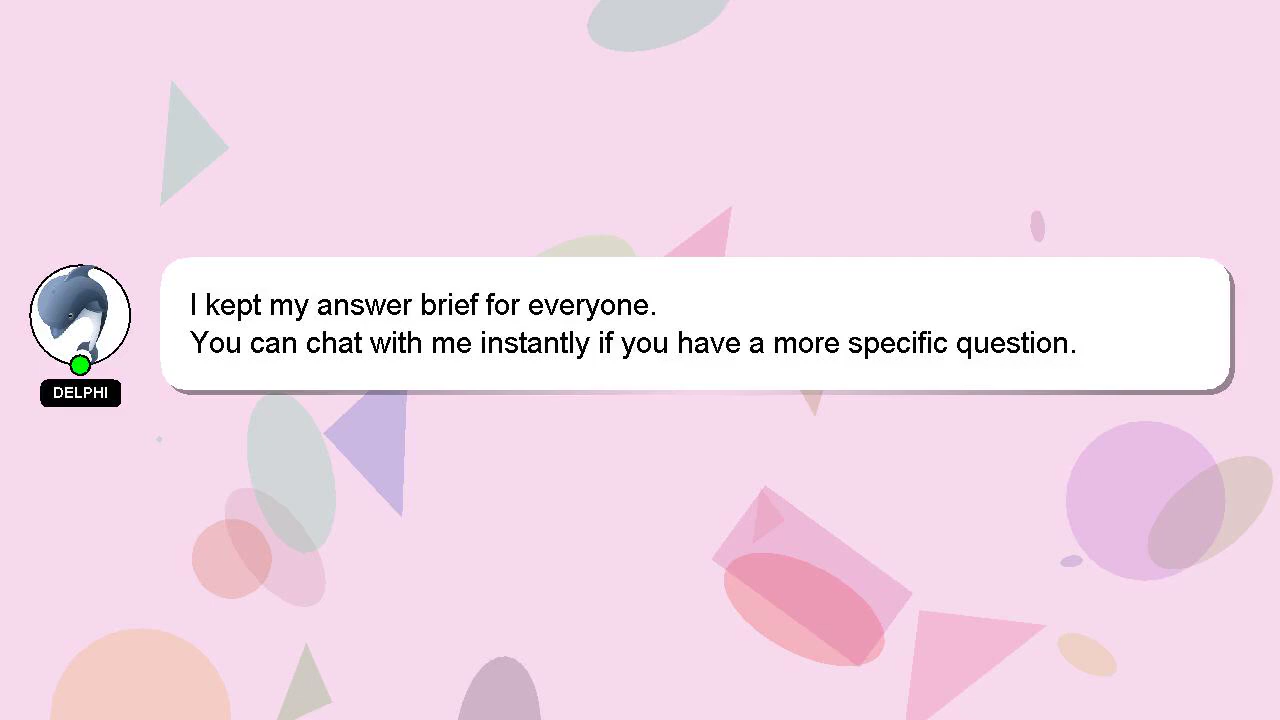 I kept my answer brief for everyone.
You can chat with me instantly if you have a more specific question.
DELPHI